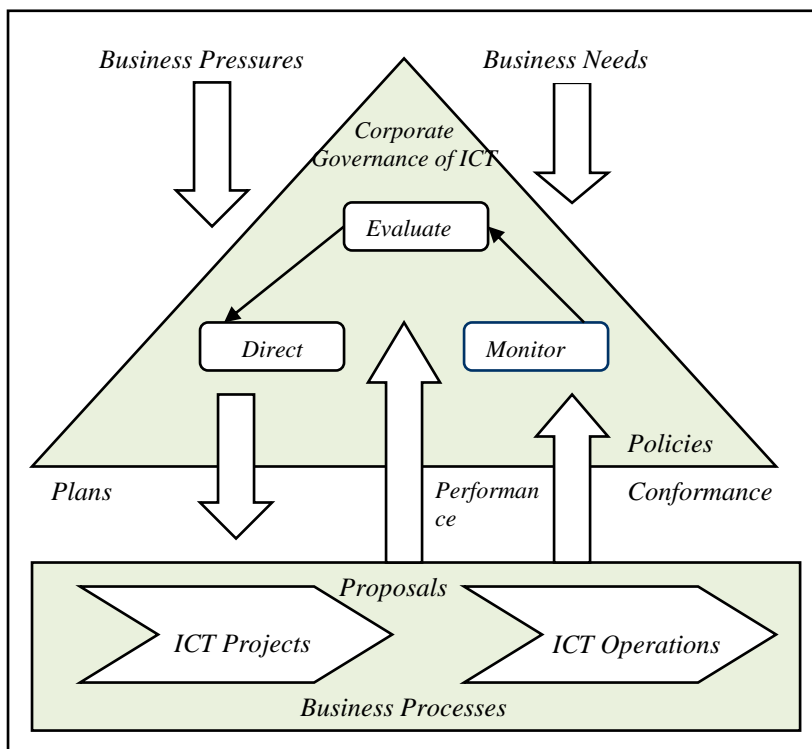 Business Pressures
Business Needs
Corporate
Governance of ICT
Evaluate
Direct
Monitor
Policies
Plans
Performan
ce
Conformance
Proposals
ICT Projects
ICT Operations
Business Processes